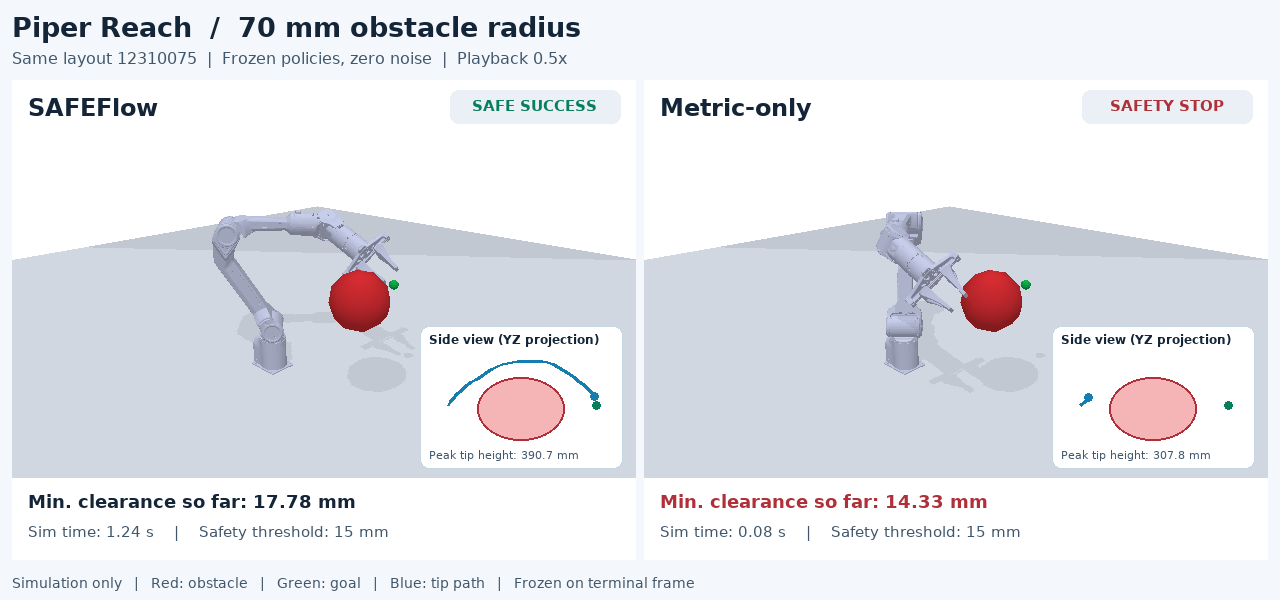 Piper Reach / 70 mm obstacle radius
Same layout 12310075 | Frozen policies, zero noise | Playback 0.5x
SAFEFlow
SAFE SUCCESS
Side view (YZ projection)
Peak tip height: 390.7 mm
Min. clearance so far: 17.78 mm
Sim time: 1.24 s | Safety threshold: 15 mm
Metric-only
SAFETY STOP
Side view (YZ projection)
Peak tip height: 307.8 mm
Min. clearance so far: 14.33 mm
Sim time: 0.08 s | Safety threshold: 15 mm
Simulation only | Red: obstacle | Green: goal | Blue: tip path | Frozen on terminal frame